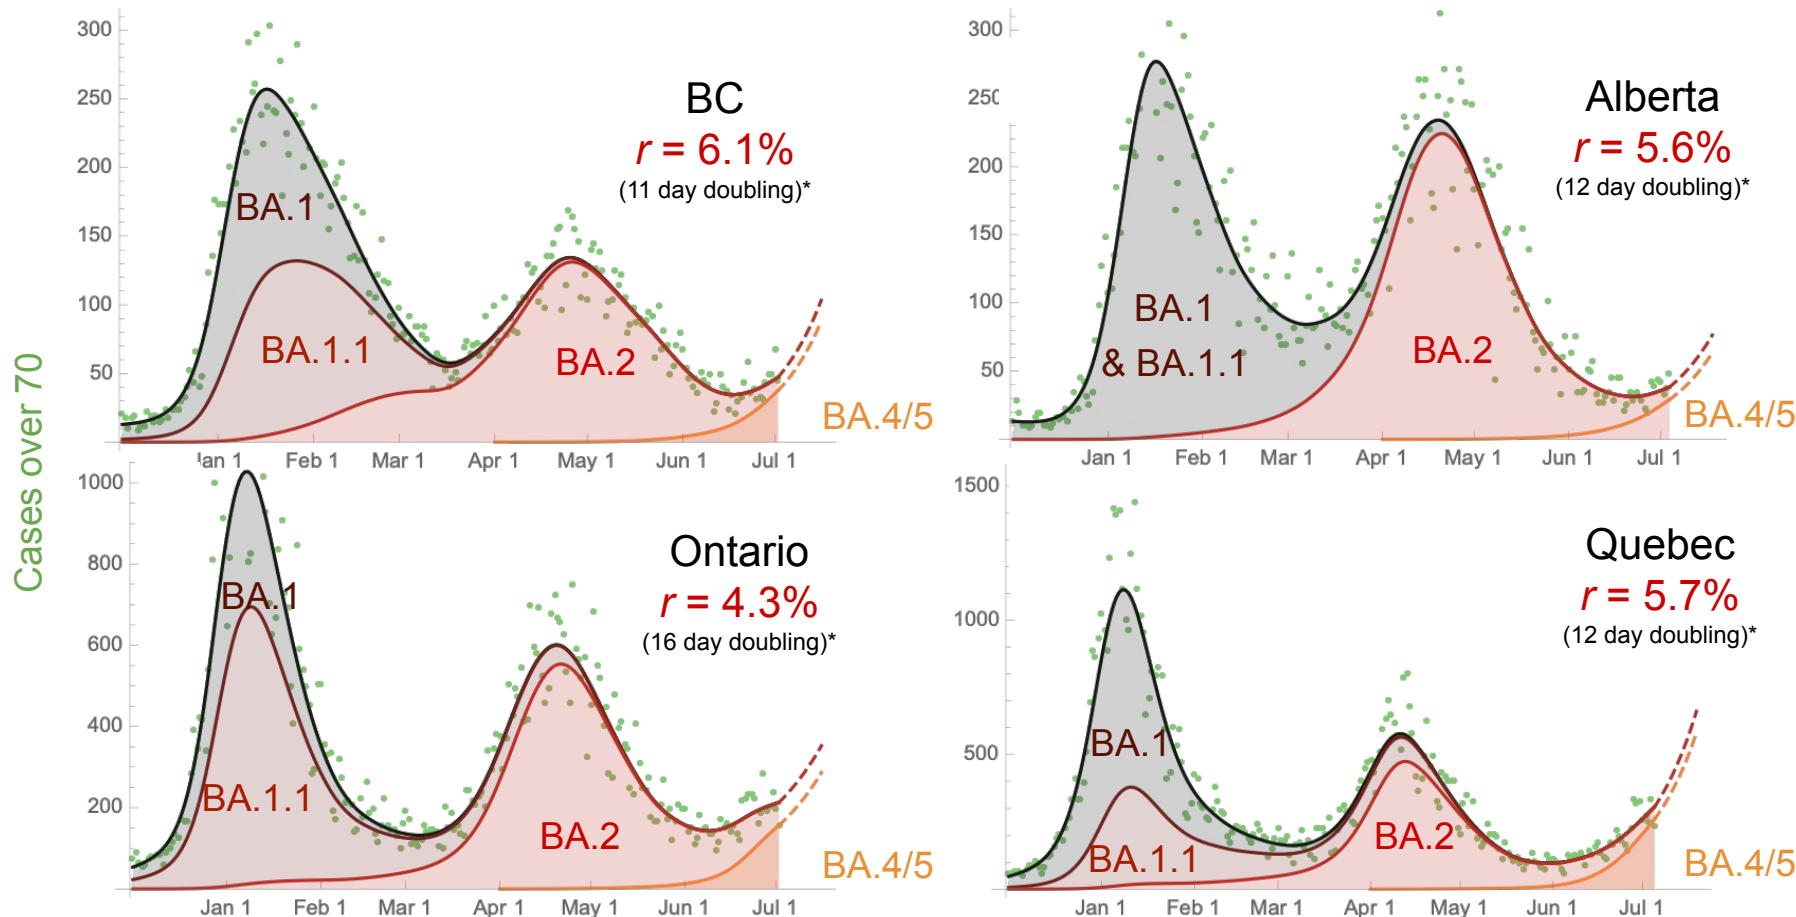 Cases over 70
300
250
200
150
100
50
BC
r = 6.1%
(11 day doubling)*
BA.1
BA.1.1
BA.2
BA.4/5
Jan 1 Feb 1 Mar 1 Apr 1 May 1 Jun 1 Jul 1
300
250
200
150
100
50
Alberta
r = 5.6%
(12 day doubling)*
BA.1
& BA.1.1
BA.2
BA.4/5
Jan 1 Feb 1 Mar 1 Apr 1 May 1 Jun 1 Jul 1
1000
800
600
400
200
Ontario
r = 4.3%
(16 day doubling)*
BA.1
BA.1.1
BA.2
BA.4/5
Jan 1 Feb 1 Mar 1 Apr 1 May 1 Jun 1 Jul 1
1500
1000
500
Quebec
r = 5.7%
(12 day doubling)*
BA.1
BA.1.1
BA.2
BA.4/5
Jan 1 Feb 1 Mar 1 Apr 1 May 1 Jun 1 Jul 1